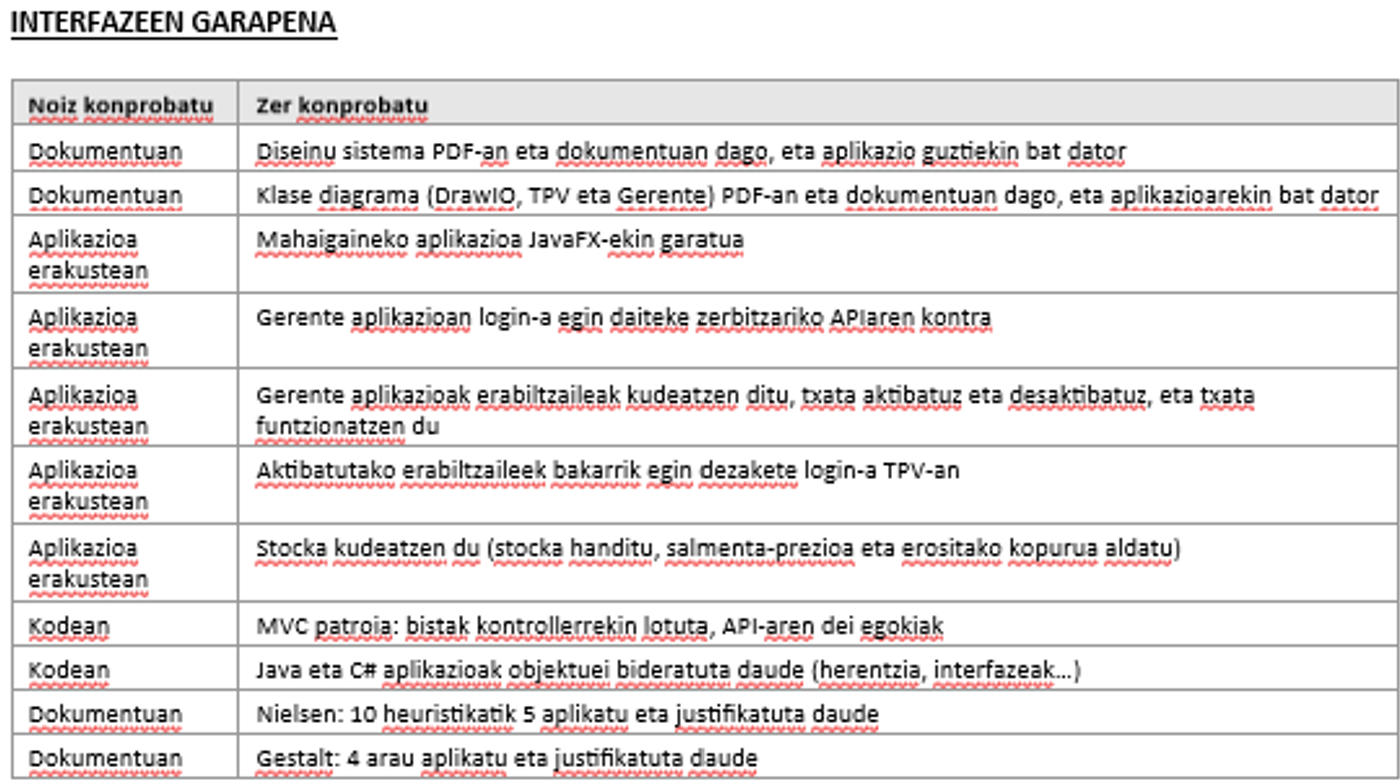 INTERFAZEEN GARAPENA
Noiz konprobatu Zer konprobatu
Dokumentuan Diseinu sistema PDF-an eta dokumentuan dago, eta aplikazio guztiekin bat dator
Dokumentuan Klase diagrama (DrawIO, TPV eta Gerente) PDF-an eta dokumentuan dago, eta aplikazioarekin bat dator
Aplikazioa Mahaigaineko aplikazioa JavaFX-ekin garatua
erakustean
Aplikazioa Gerente aplikazioan login-a egin daiteke zerbitzariko APIaren kontra
erakustean
Aplikazioa Gerente aplikazioak erabiltzaileak kudeatzen ditu, txata aktibatuz eta desaktibatuz, eta txata
erakustean funtzionatzen du
Aplikazioa Aktibatutako erabiltzaileek bakarrik egin dezakete login-a TPV-an
erakustean
Aplikazioa Stocka kudeatzen du (stocka handitu, salmenta-prezioa eta erositako kopurua aldatu)
erakustean
Kodean MVC patroia: bistak kontrollerrekin lotuta, API-aren dei egokiak
Kodean Java eta C# aplikazioak objektuei bideratuta daude (herentzia, interfazeak...)
Dokumentuan Nielsen: 10 heuristikatik 5 aplikatu eta justifikatuta daude
Dokumentuan Gestalt: 4 arau aplikatu eta justifikatuta daude